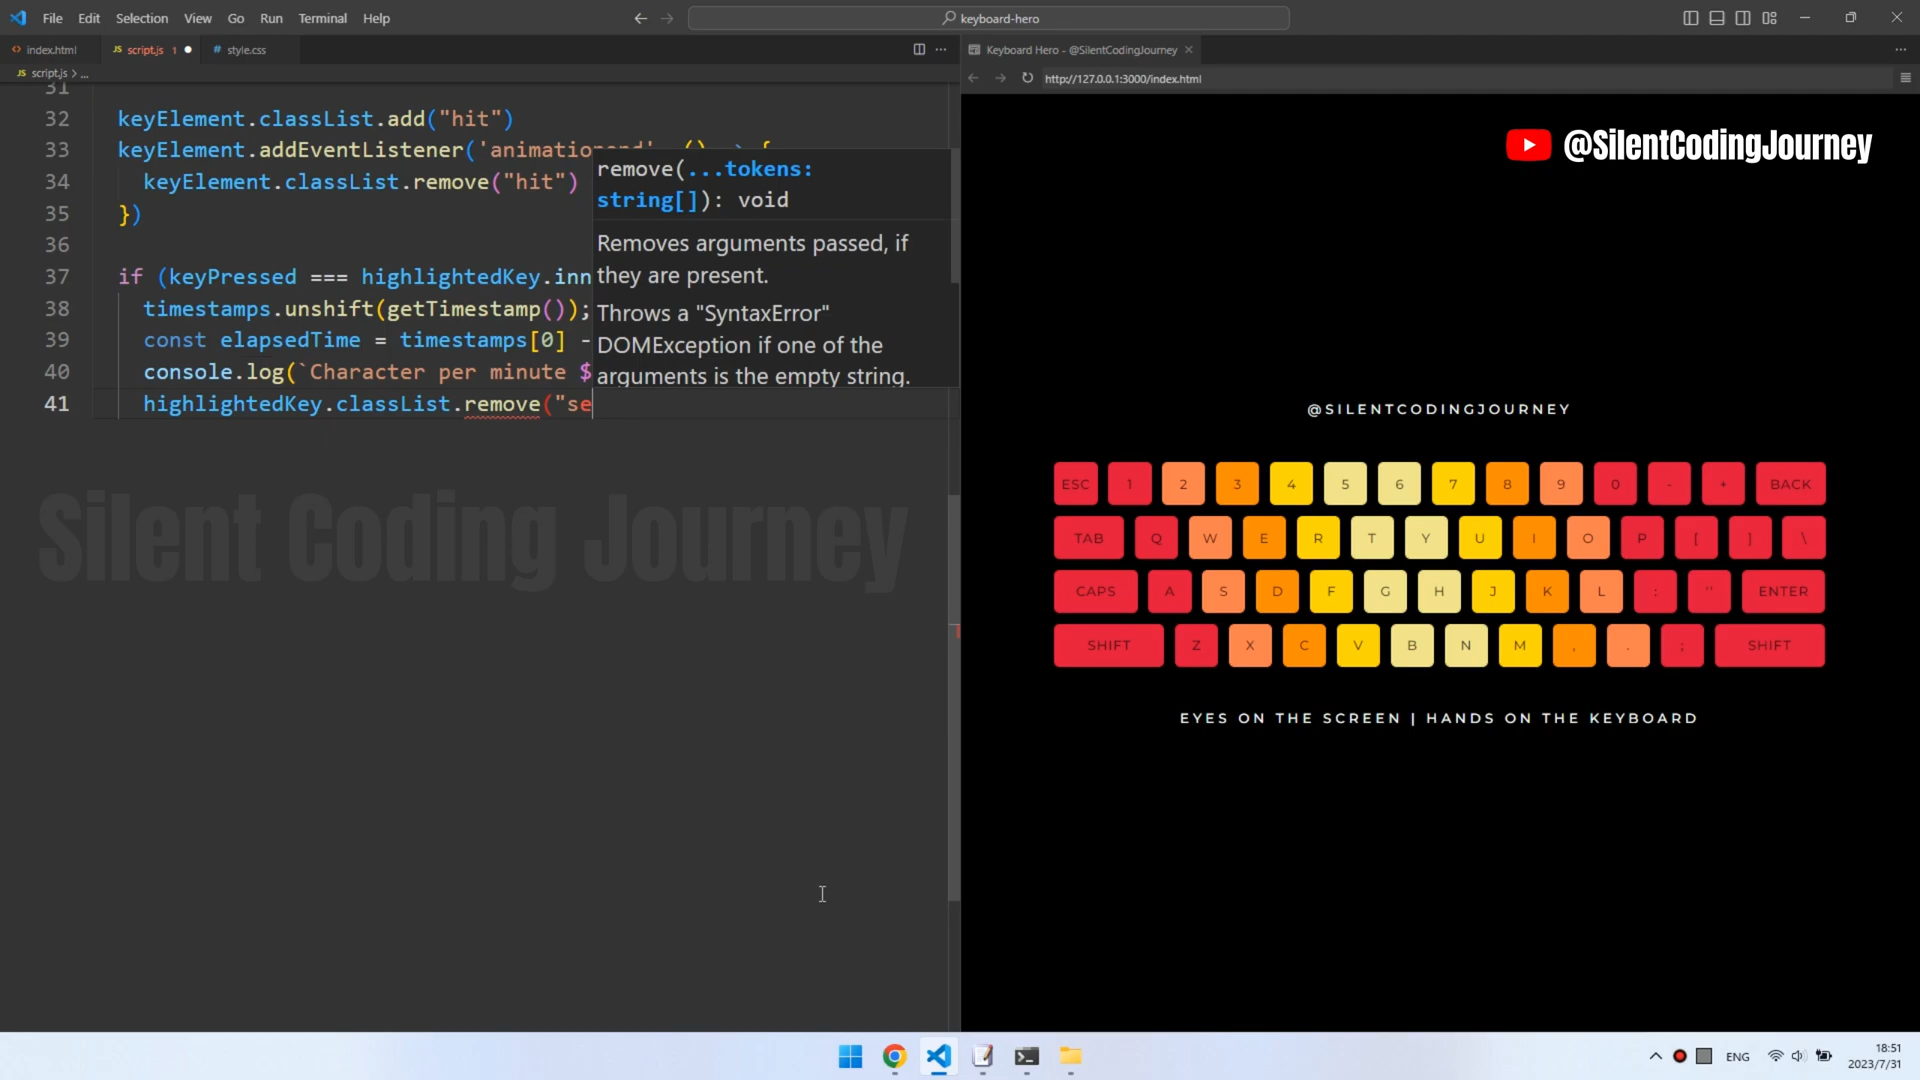 File Edit Selection View Go Run Terminal Help
keyboard-hero
index.html
JS script.js 1
# style.css
Keyboard Hero - @SilentCodingJourney
JS script.js > ...
http://127.0.0.1:3000/index.html
31
32 keyElement.classList.add("hit")
33 keyElement.addEventListener('animationend', () => {
34 keyElement.classList.remove("hit")
35 })
36
37 if (keyPressed === highlightedKey.inn
38 timestamps.unshift(getTimestamp());
39 const elapsedTime = timestamps[0] -
40 console.log(`Character per minute $
41 highlightedKey.classList.remove("se
remove(...tokens:
string[]): void
Removes arguments passed, if
they are present.
Throws a "SyntaxError"
DOMException if one of the
arguments is the empty string.
Silent Coding Journey
@SilentCodingJourney
@SILENTCODINGJOURNEY
ESC 1 2 3 4 5 6 7 8 9 0 - + BACK
TAB Q W E R T Y U I O P [ ] \
CAPS A S D F G H J K L : '' ENTER
SHIFT Z X C V B N M , . ; SHIFT
EYES ON THE SCREEN | HANDS ON THE KEYBOARD
ENG
18:51
2023/7/31